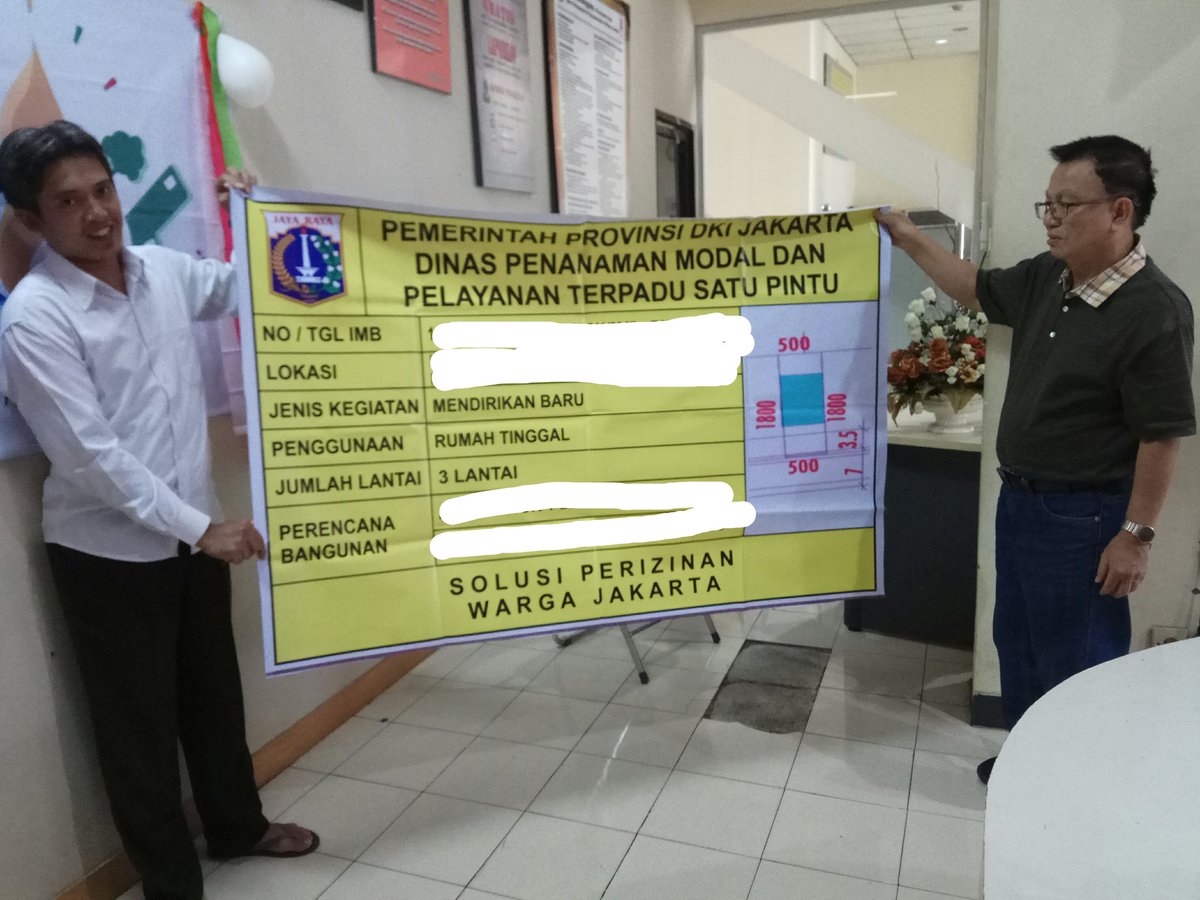 JAYA RAYA
PEMERINTAH PROVINSI DKI JAKARTA
DINAS PENANAMAN MODAL DAN
PELAYANAN TERPADU SATU PINTU
NO / TGL IMB
LOKASI
JENIS KEGIATAN MENDIRIKAN BARU
PENGGUNAAN RUMAH TINGGAL
JUMLAH LANTAI 3 LANTAI
PERENCANA
BANGUNAN
500
1800 1800
3.5
500
7
SOLUSI PERIZINAN
WARGA JAKARTA